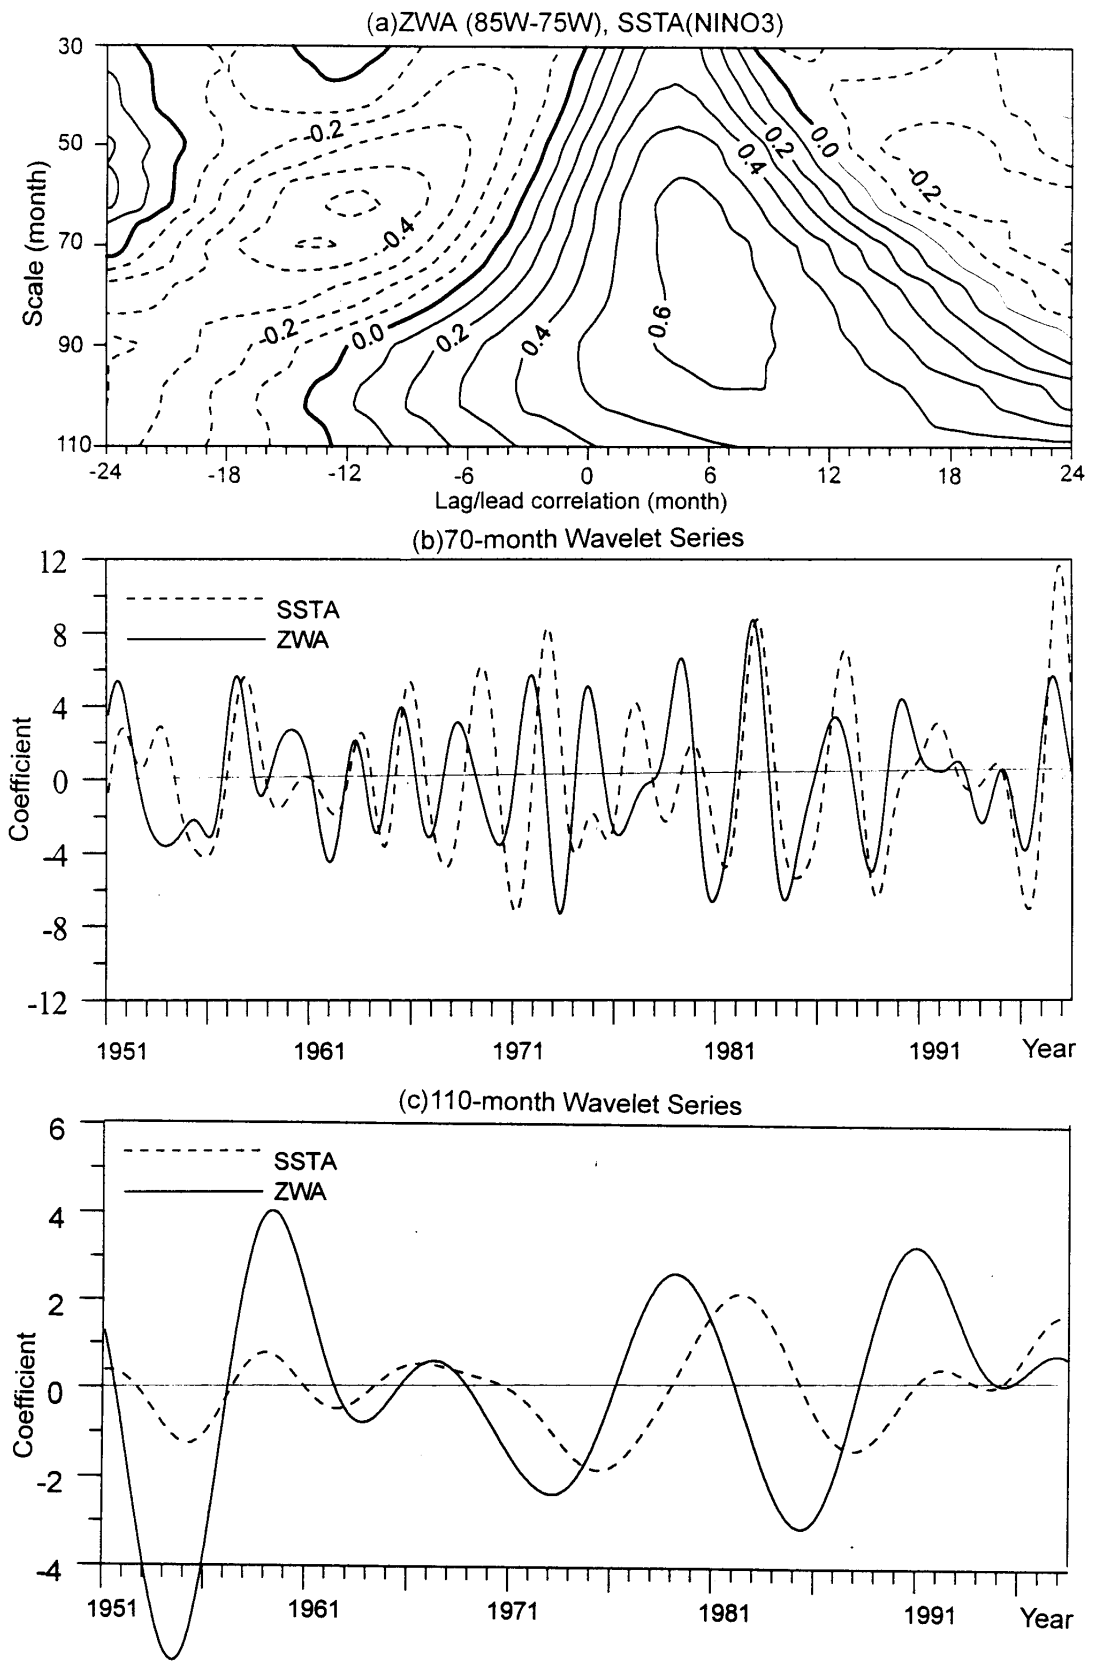 (a)ZWA (85W-75W), SSTA(NINO3)
30
50
70
90
110
Scale (month)
-0.2
-0.4
-0.2
0.0
0.2
0.4
0.6
0.4
0.2
0.0
-0.2
-24 -18 -12 -6 0 6 12 18 24
Lag/lead correlation (month)
(b)70-month Wavelet Series
12
8
4
0
-4
-8
-12
Coefficient
SSTA
ZWA
1951 1961 1971 1981 1991 Year
(c)110-month Wavelet Series
6
4
2
0
-2
-4
Coefficient
SSTA
ZWA
1951 1961 1971 1981 1991 Year